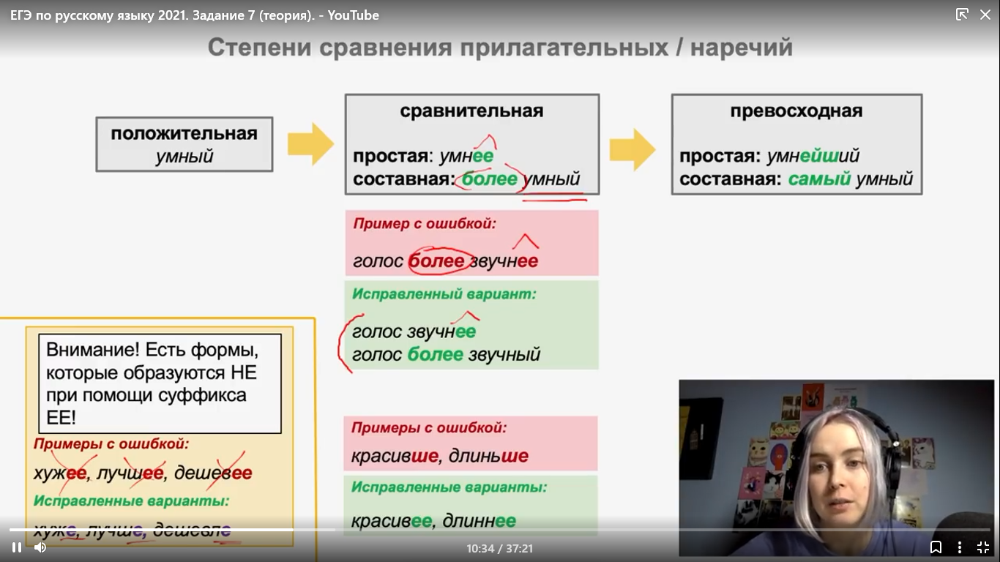 ЕГЭ по русскому языку 2021. Задание 7 (теория). - YouTube
Степени сравнения прилагательных / наречий
положительная
умный
сравнительная
простая: умнее
составная: более умный
превосходная
простая: умнейший
составная: самый умный
Пример с ошибкой:
голос более звучнее
Исправленный вариант:
голос звучнее
голос более звучный
Внимание! Есть формы,
которые образуются НЕ
при помощи суффикса
ЕЕ!
Примеры с ошибкой:
хужее, лучшее, дешевее
Исправленные варианты:
хуже, лучше, дешевле
Примеры с ошибкой:
красивше, длиньше
Исправленные варианты:
красивее, длиннее
10:34 / 37:21